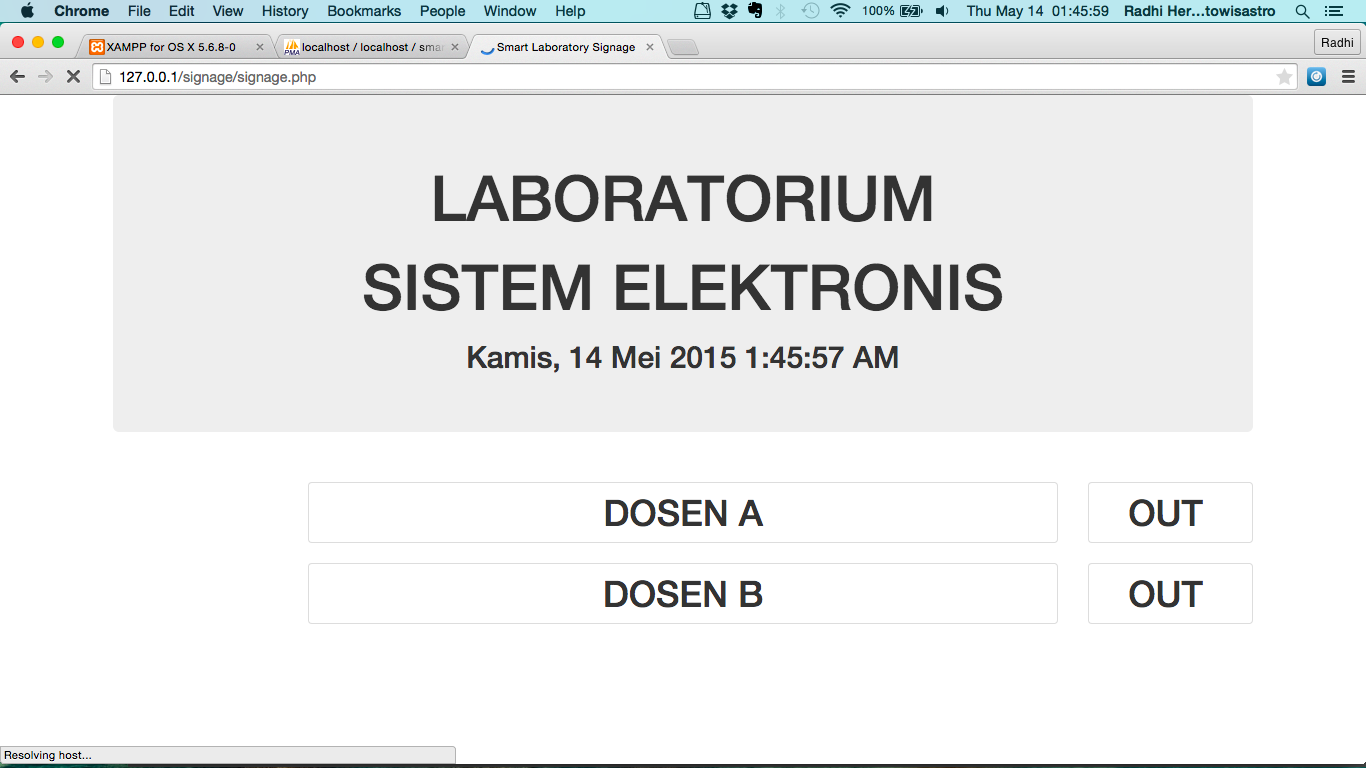 Chrome File Edit View History Bookmarks People Window Help 100% Thu May 14 01:45:59 Radhi Her...towisastro
XAMPP for OS X 5.6.8-0 localhost / localhost / sma Smart Laboratory Signage Radhi
127.0.0.1/signage/signage.php
LABORATORIUM
SISTEM ELEKTRONIS
Kamis, 14 Mei 2015 1:45:57 AM
DOSEN A OUT
DOSEN B OUT
Resolving host...